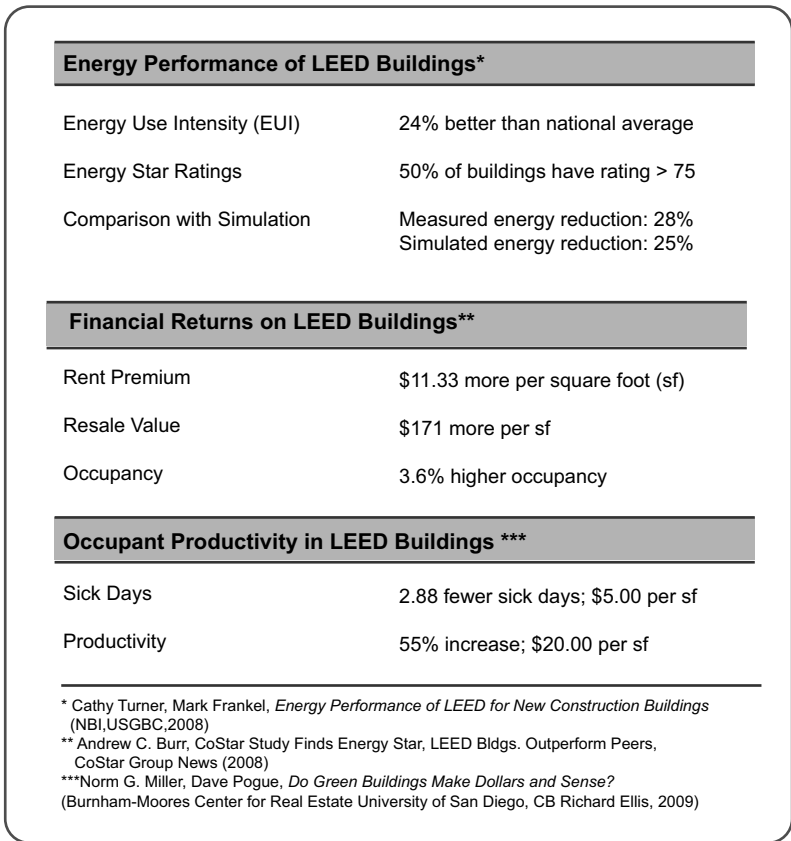 Energy Performance of LEED Buildings*
Energy Use Intensity (EUI) 24% better than national average
Energy Star Ratings 50% of buildings have rating > 75
Comparison with Simulation Measured energy reduction: 28%
Simulated energy reduction: 25%
Financial Returns on LEED Buildings**
Rent Premium $11.33 more per square foot (sf)
Resale Value $171 more per sf
Occupancy 3.6% higher occupancy
Occupant Productivity in LEED Buildings ***
Sick Days 2.88 fewer sick days; $5.00 per sf
Productivity 55% increase; $20.00 per sf
* Cathy Turner, Mark Frankel, Energy Performance of LEED for New Construction Buildings
(NBI,USGBC,2008)
** Andrew C. Burr, CoStar Study Finds Energy Star, LEED Bldgs. Outperform Peers,
CoStar Group News (2008)
***Norm G. Miller, Dave Pogue, Do Green Buildings Make Dollars and Sense?
(Burnham-Moores Center for Real Estate University of San Diego, CB Richard Ellis, 2009)